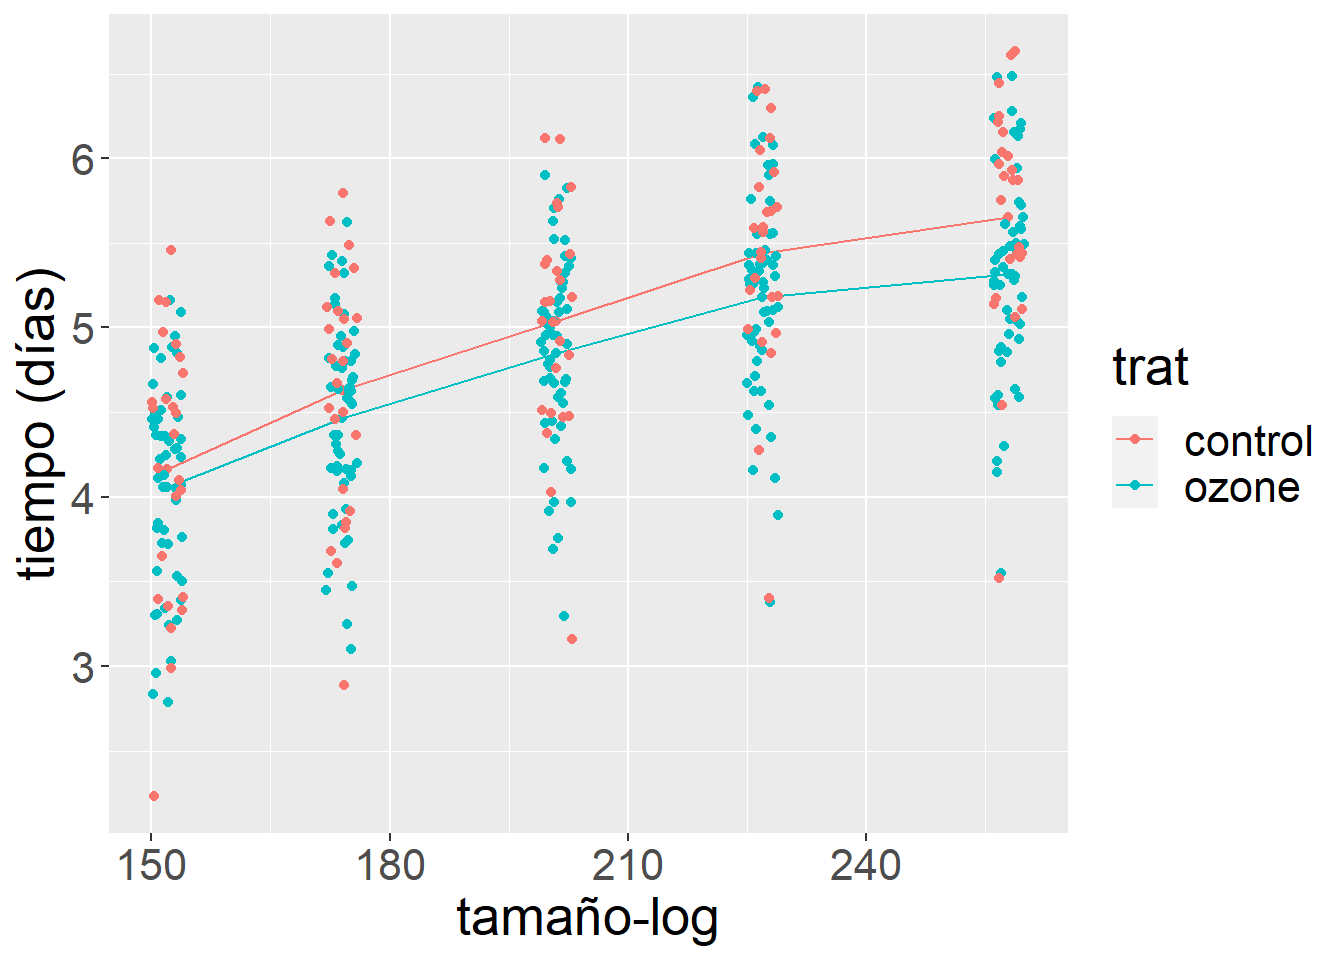 6
5
4
3
150 180 210 240
tiempo (días)
tamaño-log
trat
control
ozone